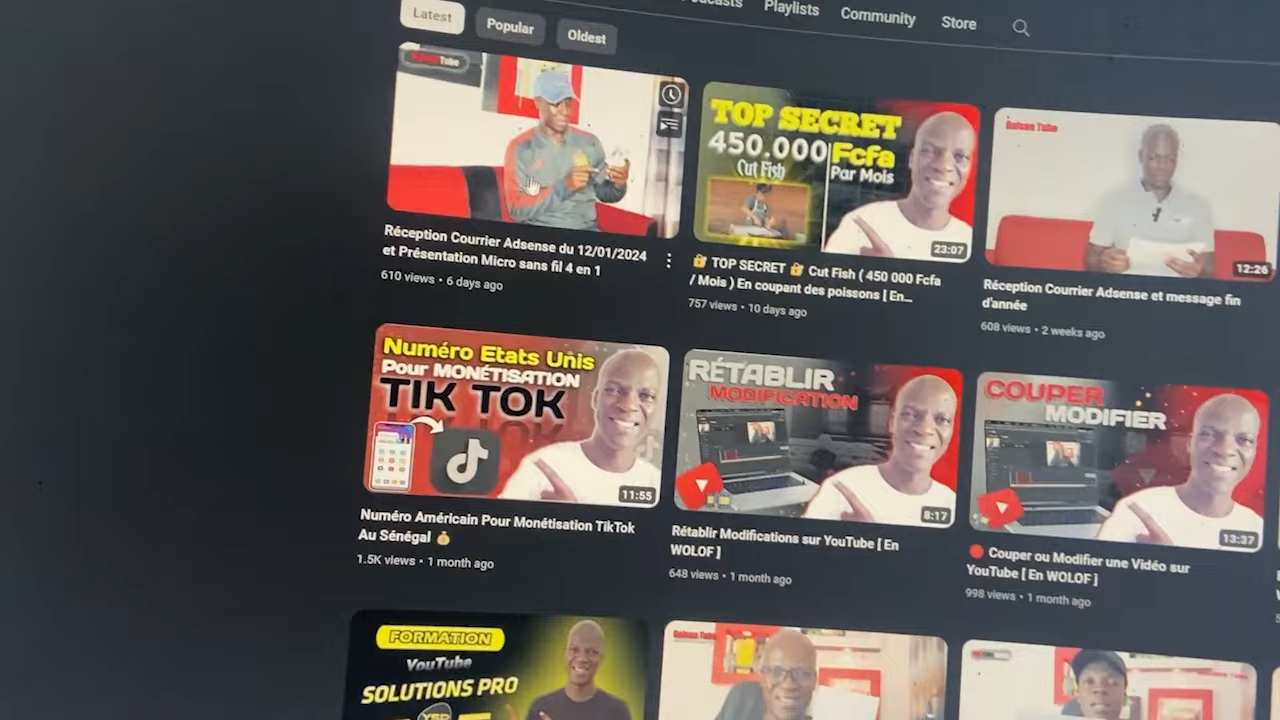 Playlists
Community
Store
Latest
Popular
Oldest
TOP SECRET
450.000 Fcfa
Cut Fish
Par Mois
23:07
12:26
Réception Courrier Adsense du 12/01/2024
et Présentation Micro sans fil 4 en 1
610 views • 6 days ago
🔐 TOP SECRET 🔐 Cut Fish ( 450 000 Fcfa
/ Mois ) En coupant des poissons [ En...
757 views • 10 days ago
Réception Courrier Adsense et message fin
d'année
608 views • 2 weeks ago
Numéro Etats Unis
Pour MONÉTISATION
TIK TOK
11:55
RÉTABLIR
MODIFICATION
8:17
COUPER
MODIFIER
13:37
Numéro Américain Pour Monétisation TikTok
Au Sénégal 💰
1.5K views • 1 month ago
Rétablir Modifications sur YouTube [ En
WOLOF ]
648 views • 1 month ago
🔴 Couper ou Modifier une Vidéo sur
YouTube [ En WOLOF ]
998 views • 1 month ago
FORMATION
YouTube
SOLUTIONS PRO